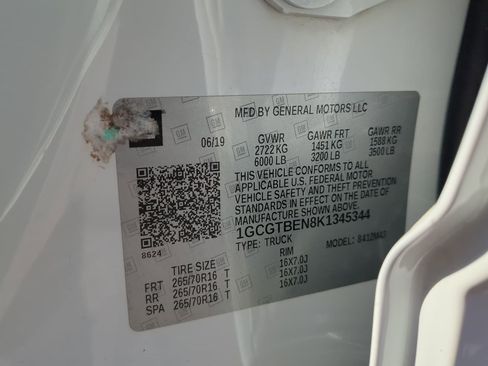 MFD BY GENERAL MOTORS LLC
06/19 GVWR GAWR FRT GAWR RR
2722 KG 1451 KG 1588 KG
6000 LB 3200 LB 3500 LB
THIS VEHICLE CONFORMS TO ALL
APPLICABLE U.S. FEDERAL MOTOR
VEHICLE SAFETY AND BUMPER
STANDARDS IN EFFECT ON THE DATE OF
MANUFACTURE SHOWN ABOVE.
1GCGTBEN8K1345344
TYPE: TRUCK MODEL:
8624
TIRE SIZE RIM
FRT 265/70R16 T 16X7.0J
RR 265/70R16 T 16X7.0J
SPA 265/70R16 T 16X7.0J